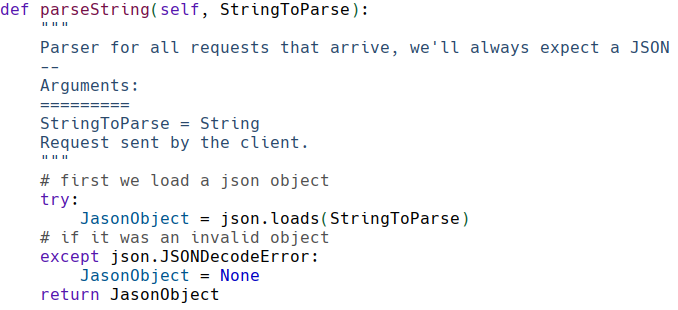 def parseString(self, StringToParse):
    """
    Parser for all requests that arrive, we'll always expect a JSON
    --
    Arguments:
    =========
    StringToParse = String
    Request sent by the client.
    """
    # first we load a json object
    try:
        JasonObject = json.loads(StringToParse)
    # if it was an invalid object
    except json.JSONDecodeError:
        JasonObject = None
    return JasonObject